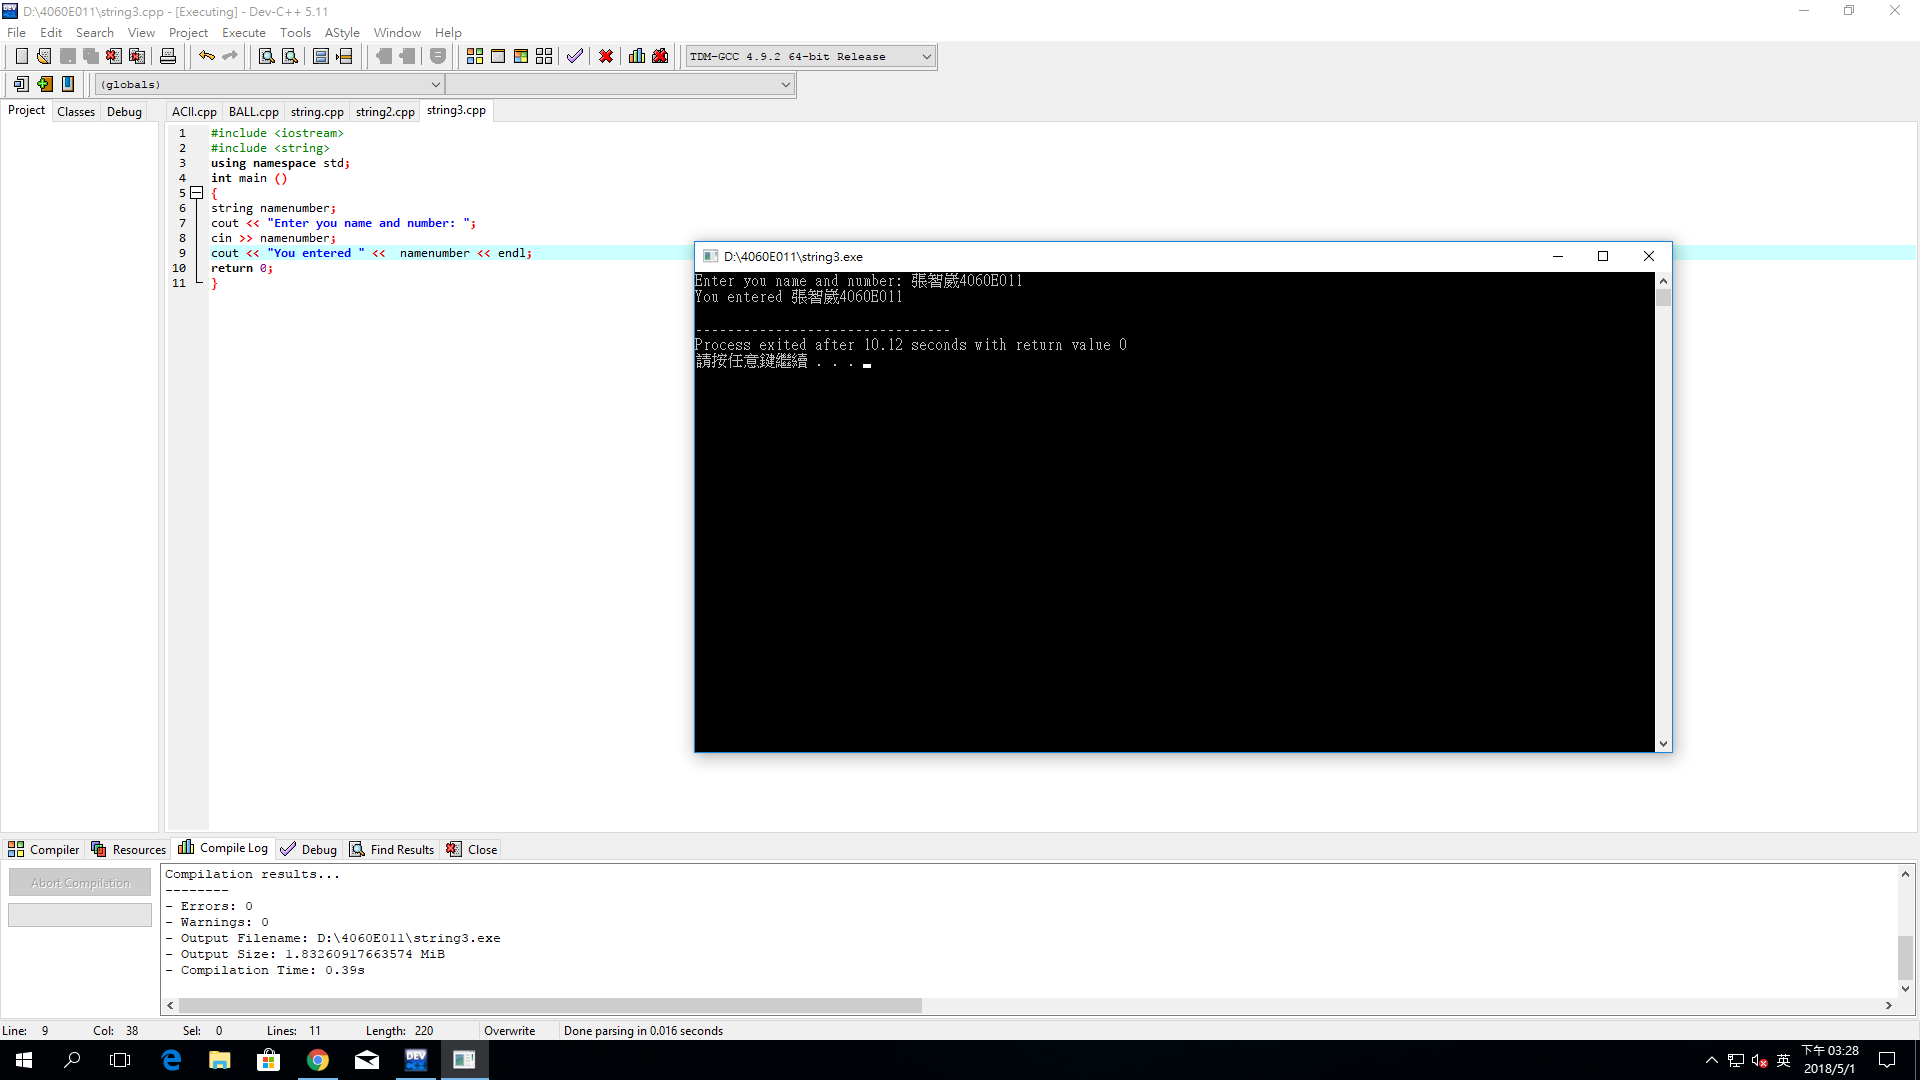 D:\4060E011\string3.cpp - [Executing] - Dev-C++ 5.11
File Edit Search View Project Execute Tools AStyle Window Help
TDM-GCC 4.9.2 64-bit Release
(globals)
Project Classes Debug
ACII.cpp BALL.cpp string.cpp string2.cpp string3.cpp
1 #include <iostream>
2 #include <string>
3 using namespace std;
4 int main ()
5 {
6 string namenumber;
7 cout << "Enter you name and number: ";
8 cin >> namenumber;
9 cout << "You entered " <<  namenumber << endl;
10 return 0;
11 }
D:\4060E011\string3.exe
Enter you name and number: 張智崴4060E011
You entered 張智崴4060E011
--------------------------------
Process exited after 10.12 seconds with return value 0
請按任意鍵繼續 . . .
Compiler Resources Compile Log Debug Find Results Close
Abort Compilation
Compilation results...
--------
- Errors: 0
- Warnings: 0
- Output Filename: D:\4060E011\string3.exe
- Output Size: 1.83260917663574 MiB
- Compilation Time: 0.39s
Line: 9 Col: 38 Sel: 0 Lines: 11 Length: 220 Overwrite Done parsing in 0.016 seconds
DEV C++
英
下午 03:28
2018/5/1